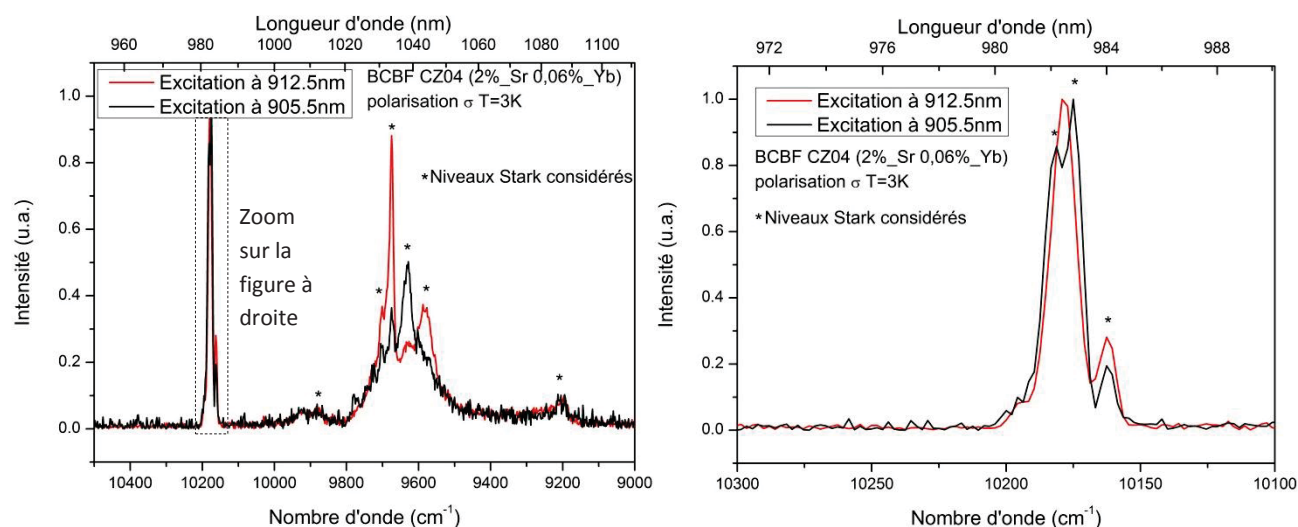 Longueur d'onde (nm)
960 980 1000 1020 1040 1060 1080 1100
Excitation à 912.5nm
Excitation à 905.5nm
BCBF CZ04 (2%_Sr 0,06%_Yb)
polarisation σ T=3K
*Niveaux Stark considérés
Zoom
sur la
figure à
droite
Intensité (u.a.)
1.0
0.8
0.6
0.4
0.2
0.0
10400 10200 10000 9800 9600 9400 9200 9000
Nombre d'onde (cm⁻¹)
Longueur d'onde (nm)
972 976 980 984 988
Excitation à 912.5nm
Excitation à 905.5nm
BCBF CZ04 (2%_Sr 0,06%_Yb)
polarisation σ T=3K
*Niveaux Stark considérés
Intensité (u.a.)
1.0
0.8
0.6
0.4
0.2
0.0
10300 10250 10200 10150 10100
Nombre d'onde (cm⁻¹)